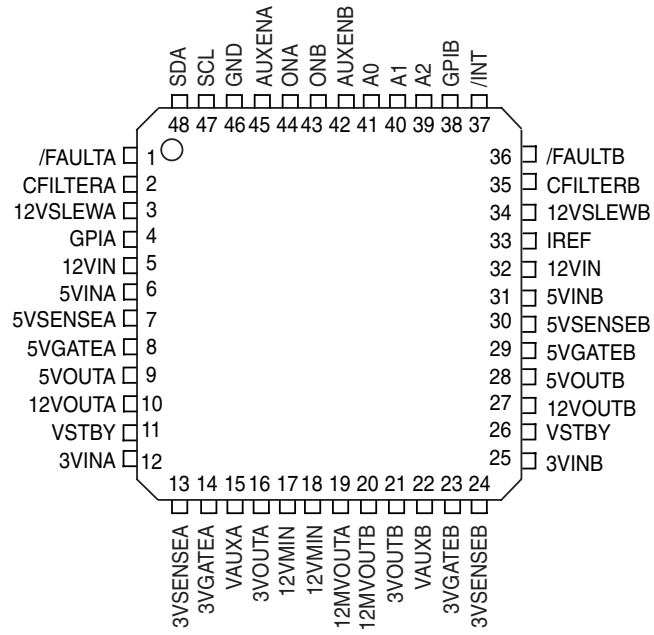 SDA
SCL
GND
AUXENA
ONA
ONB
AUXENB
A0
A1
A2
GPIB
/INT
48 47 46 45 44 43 42 41 40 39 38 37
/FAULTA 1
CFILTERA 2
12VSLEWA 3
GPIA 4
12VIN 5
5VINA 6
5VSENSEA 7
5VGATEA 8
5VOUTA 9
12VOUTA 10
VSTBY 11
3VINA 12
36 /FAULTB
35 CFILTERB
34 12VSLEWB
33 IREF
32 12VIN
31 5VINB
30 5VSENSEB
29 5VGATEB
28 5VOUTB
27 12VOUTB
26 VSTBY
25 3VINB
13 14 15 16 17 18 19 20 21 22 23 24
3VSENSEA
3VGATEA
VAUXA
3VOUTA
12VMIN
12VMIN
12MVOUTA
12MVOUTB
3VOUTB
VAUXB
3VGATEB
3VSENSEB